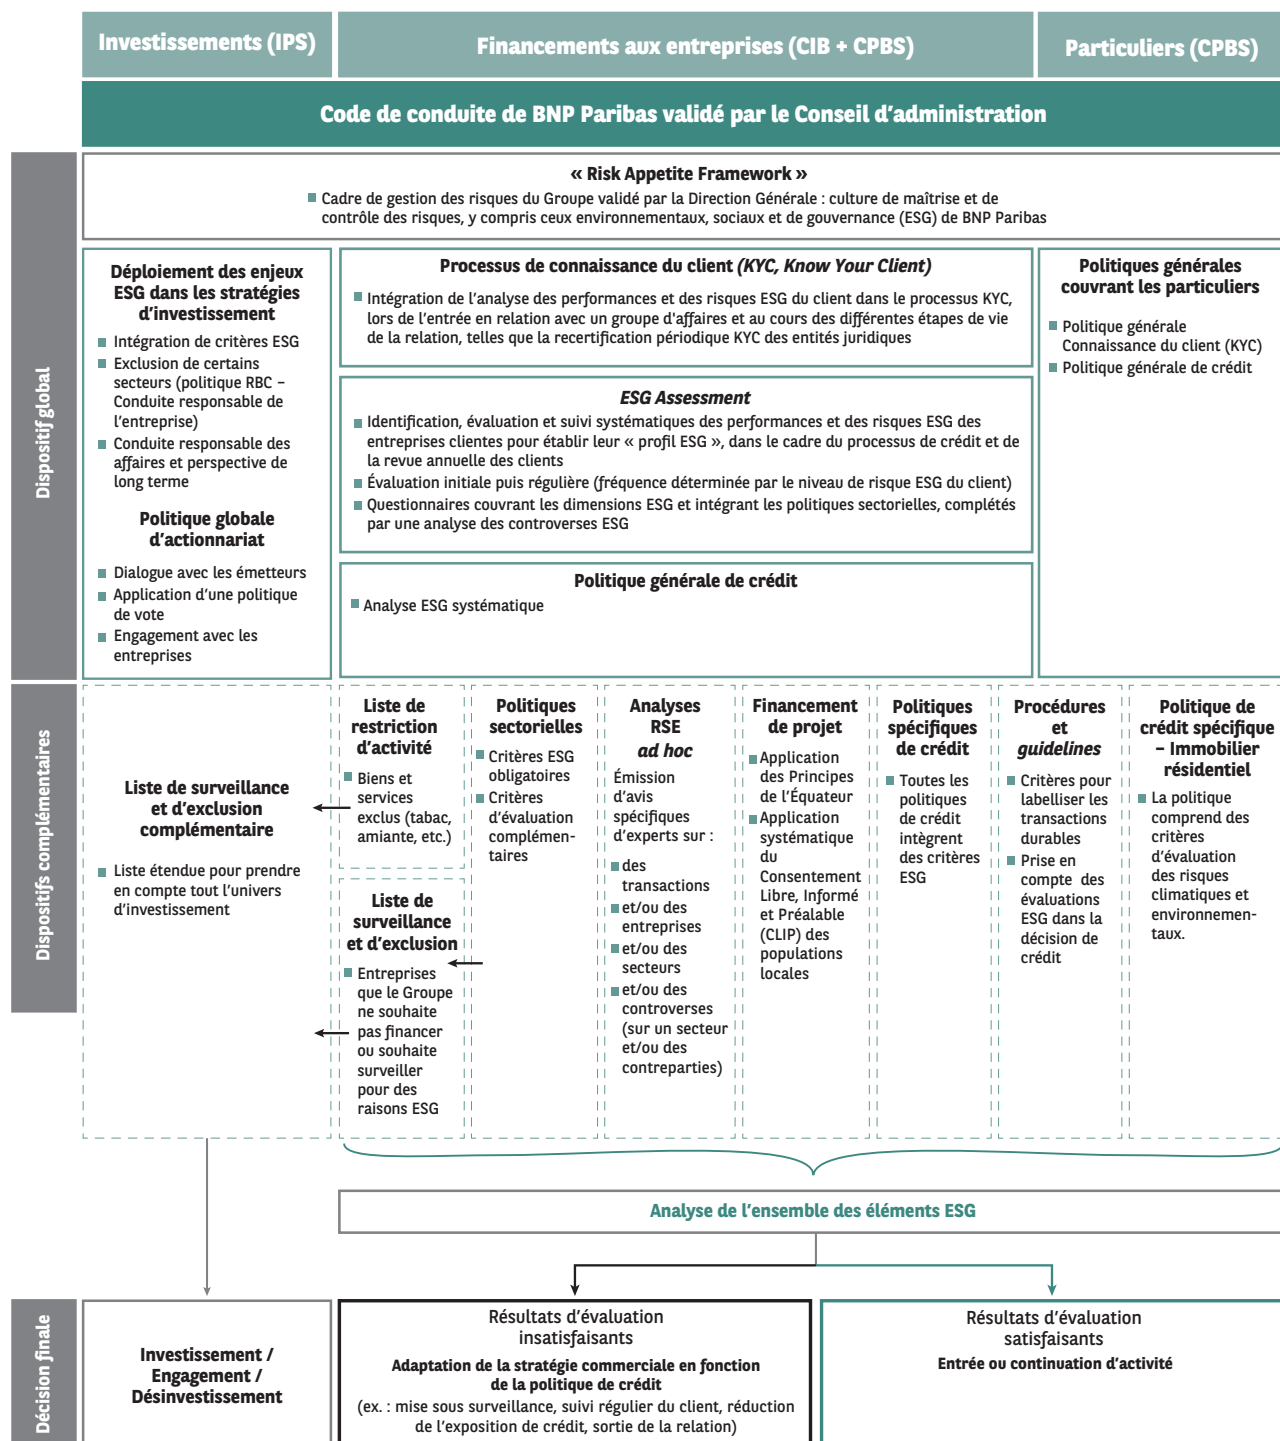 Investissements (IPS)
Financements aux entreprises (CIB + CPBS)
Particuliers (CPBS)
Code de conduite de BNP Paribas validé par le Conseil d'administration
Dispositif global
« Risk Appetite Framework »
Cadre de gestion des risques du Groupe validé par la Direction Générale : culture de maîtrise et de
contrôle des risques, y compris ceux environnementaux, sociaux et de gouvernance (ESG) de BNP Paribas
Déploiement des enjeux
ESG dans les stratégies
d'investissement
Intégration de critères ESG
Exclusion de certains
secteurs (politique RBC –
Conduite responsable de
l'entreprise)
Conduite responsable des
affaires et perspective de
long terme
Politique globale
d'actionnariat
Dialogue avec les émetteurs
Application d'une politique
de vote
Engagement avec les
entreprises
Processus de connaissance du client (KYC, Know Your Client)
Intégration de l'analyse des performances et des risques ESG du client dans le processus KYC,
lors de l'entrée en relation avec un groupe d'affaires et au cours des différentes étapes de vie
de la relation, telles que la recertification périodique KYC des entités juridiques
ESG Assessment
Identification, évaluation et suivi systématiques des performances et des risques ESG des
entreprises clientes pour établir leur « profil ESG », dans le cadre du processus de crédit et de
la revue annuelle des clients
Évaluation initiale puis régulière (fréquence déterminée par le niveau de risque ESG du client)
Questionnaires couvrant les dimensions ESG et intégrant les politiques sectorielles, complétés
par une analyse des controverses ESG
Politique générale de crédit
Analyse ESG systématique
Politiques générales
couvrant les particuliers
Politique générale
Connaissance du client (KYC)
Politique générale de crédit
Dispositifs complémentaires
Liste de surveillance
et d'exclusion
complémentaire
Liste étendue pour prendre
en compte tout l'univers
d'investissement
Liste de
restriction
d'activité
Biens et
services
exclus (tabac,
amiante, etc.)
Liste de
surveillance
et d'exclusion
Entreprises
que le Groupe
ne souhaite
pas financer
ou souhaite
surveiller
pour des
raisons ESG
Politiques
sectorielles
Critères ESG
obligatoires
Critères
d'évaluation
complémen-
taires
Analyses
RSE
ad hoc
Émission
d'avis
spécifiques
d'experts sur :
des
transactions
et/ou des
entreprises
et/ou des
secteurs
et/ou des
controverses
(sur un secteur
et/ou des
contreparties)
Financement
de projet
Application
des Principes
de l'Équateur
Application
systématique
du
Consentement
Libre, Informé
et Préalable
(CLIP) des
populations
locales
Politiques
spécifiques
de crédit
Toutes les
politiques
de crédit
intègrent
des critères
ESG
Procédures
et
guidelines
Critères pour
labelliser les
transactions
durables
Prise en
compte des
évaluations
ESG dans la
décision de
crédit
Politique de
crédit spécifique
– Immobilier
résidentiel
La politique
comprend des
critères
d'évaluation
des risques
climatiques et
environnemen-
taux.
Analyse de l'ensemble des éléments ESG
Décision finale
Investissement /
Engagement /
Désinvestissement
Résultats d'évaluation
insatisfaisants
Adaptation de la stratégie commerciale en fonction
de la politique de crédit
(ex. : mise sous surveillance, suivi régulier du client, réduction
de l'exposition de crédit, sortie de la relation)
Résultats d'évaluation
satisfaisants
Entrée ou continuation d'activité